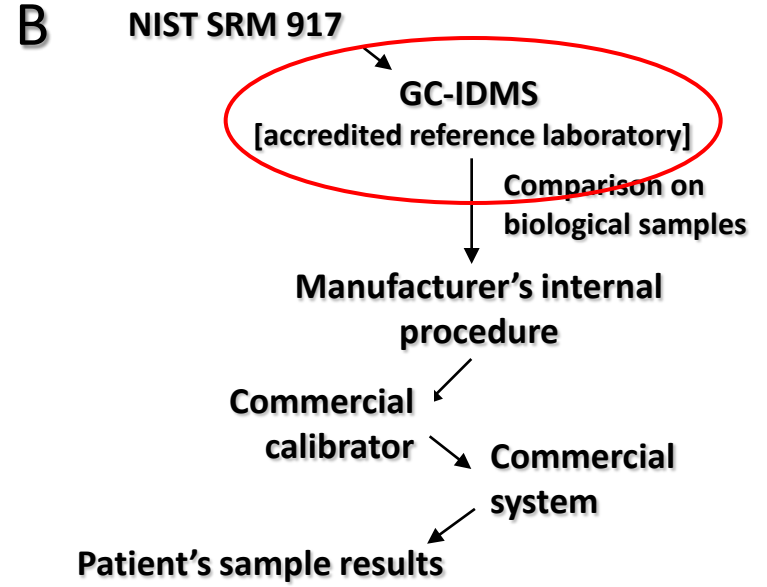 B
NIST SRM 917
GC-IDMS
[accredited reference laboratory]
Comparison on
biological samples
Manufacturer’s internal
procedure
Commercial
calibrator
Commercial
system
Patient’s sample results